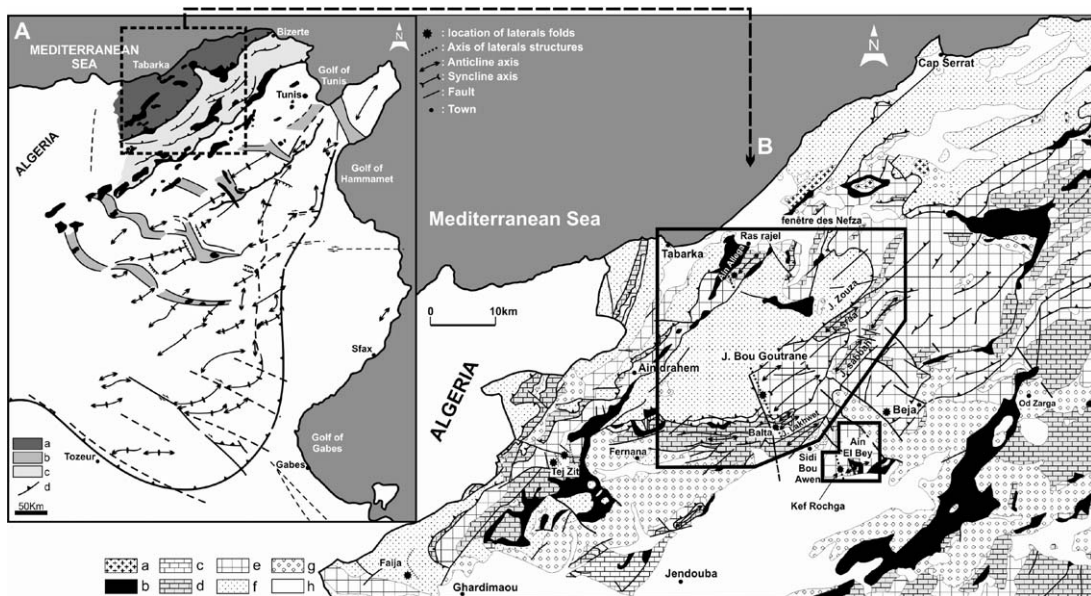 A
MEDITERRANEAN
SEA
Tabarka
Bizerte
N
Golf of
Tunis
Tunis
ALGERIA
Golf of
Hammamet
Sfax
Golf of
Gabes
Tozeur
Gabes
a
b
c
d
50Km
: location of laterals folds
: Axis of laterals structures
: Anticline axis
: Syncline axis
: Fault
: Town
N
B
Cap Serrat
Mediterranean Sea
fenêtre des Nefza
Ras rajel
Tabarka
Ain Allega
0 10km
J. Zouza
J. Bou Goutrane
Ain drahem
ALGERIA
Od Zarga
Beja
Balta
Fernana
Ain
El Bey
Sidi
Bou
Awen
Tej Zit
Kef Rochga
Faija
Ghardimaou
Jendouba
a c e g
b d f h